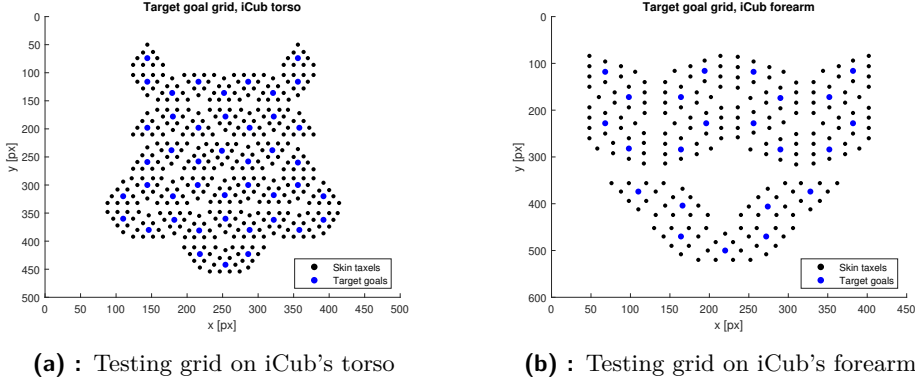 Target goal grid, iCub torso
0
50
100
150
200
250
300
350
400
450
500
y [px]
0 50 100 150 200 250 300 350 400 450 500
x [px]
Skin taxels
Target goals
(a) : Testing grid on iCub's torso
Target goal grid, iCub forearm
0
100
200
300
400
500
600
y [px]
0 50 100 150 200 250 300 350 400 450
x [px]
Skin taxels
Target goals
(b) : Testing grid on iCub's forearm